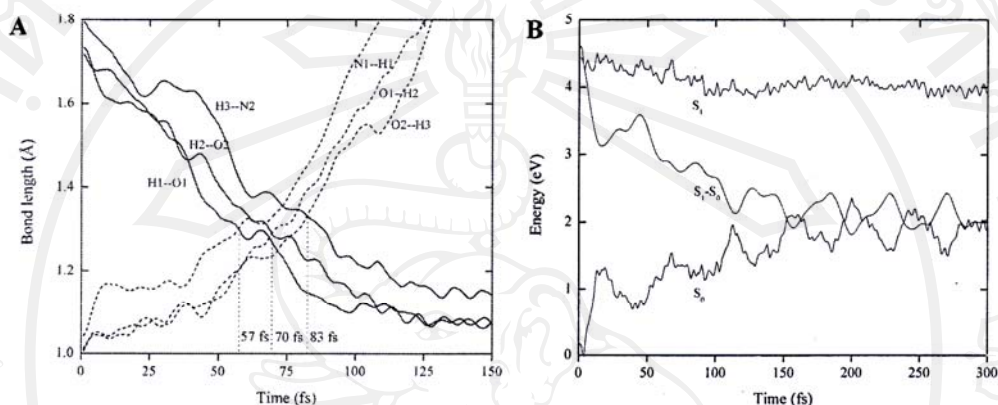 A
B
Bond length (Å)
1.8
1.6
1.4
1.2
1.0
N1--H1
O1--H2
O2--H3
H3--N2
H2--O2
H1--O1
57 fs
70 fs
83 fs
0
25
50
75
100
125
150
Time (fs)
Energy (eV)
5
4
3
2
1
0
S₁
S₁-S₀
S₀
0
50
100
150
200
250
300
Time (fs)